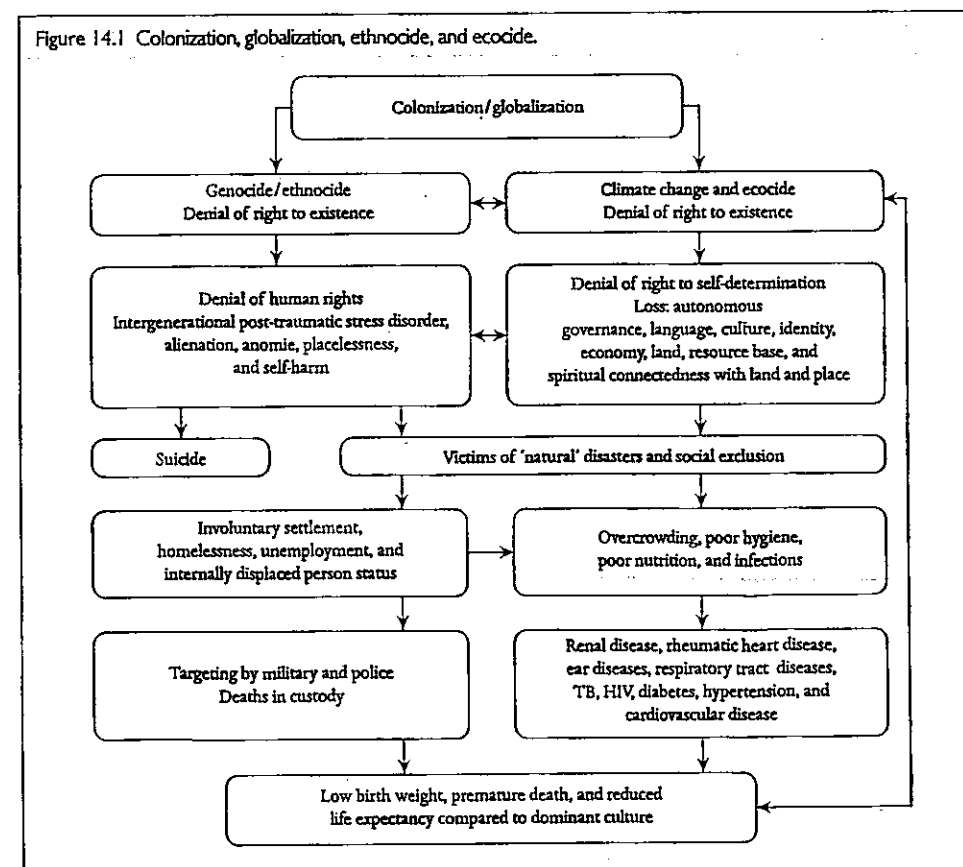 Figure 14.1 Colonization, globalization, ethnocide, and ecocide.
Colonization/globalization
Genocide/ethnocide
Denial of right to existence
Climate change and ecocide
Denial of right to existence
Denial of human rights
Intergenerational post-traumatic stress disorder,
alienation, anomie, placelessness,
and self-harm
Denial of right to self-determination
Loss: autonomous
governance, language, culture, identity,
economy, land, resource base, and
spiritual connectedness with land and place
Suicide
Victims of 'natural' disasters and social exclusion
Involuntary settlement,
homelessness, unemployment, and
internally displaced person status
Overcrowding, poor hygiene,
poor nutrition, and infections
Targeting by military and police
Deaths in custody
Renal disease, rheumatic heart disease,
ear diseases, respiratory tract diseases,
TB, HIV, diabetes, hypertension, and
cardiovascular disease
Low birth weight, premature death, and reduced
life expectancy compared to dominant culture